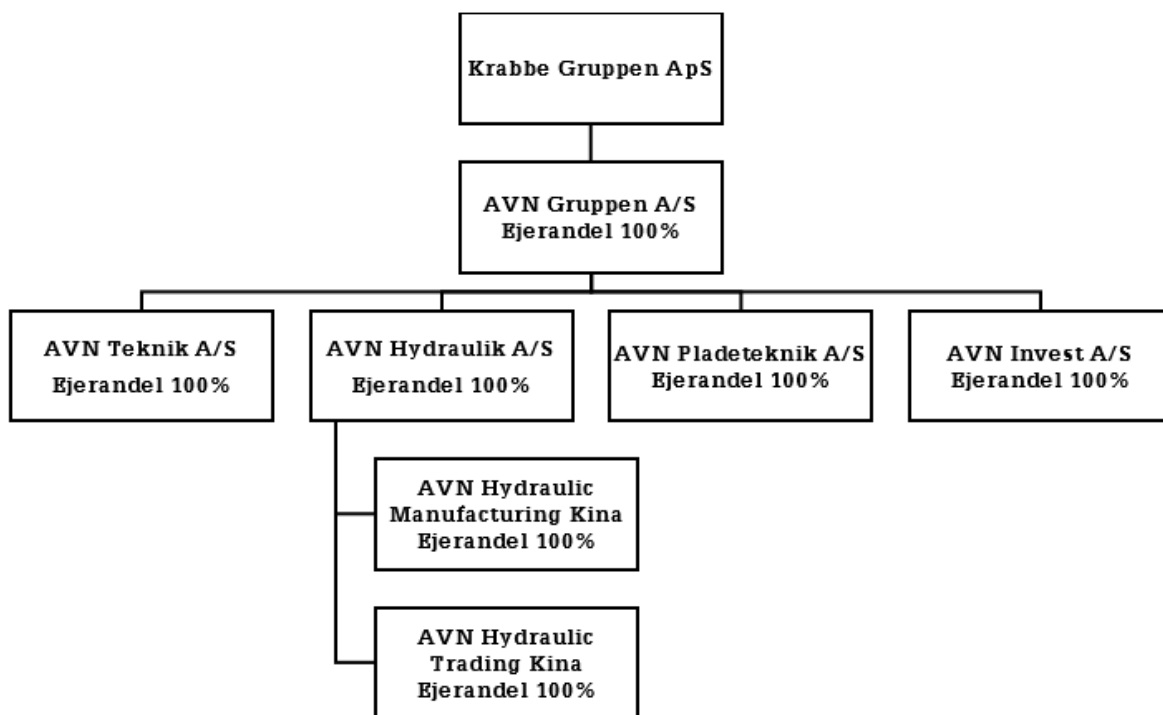 Krabbe Gruppen ApS
AVN Gruppen A/S
Ejerandel 100%
AVN Teknik A/S
Ejerandel 100%
AVN Hydraulik A/S
Ejerandel 100%
AVN Pladeteknik A/S
Ejerandel 100%
AVN Invest A/S
Ejerandel 100%
AVN Hydraulic
Manufacturing Kina
Ejerandel 100%
AVN Hydraulic
Trading Kina
Ejerandel 100%